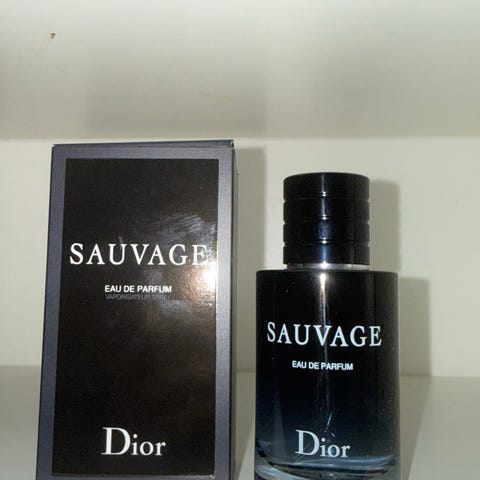 SAUVAGE
EAU DE PARFUM
VAPORISATEUR SPRAY
Dior
SAUVAGE
EAU DE PARFUM
Dior